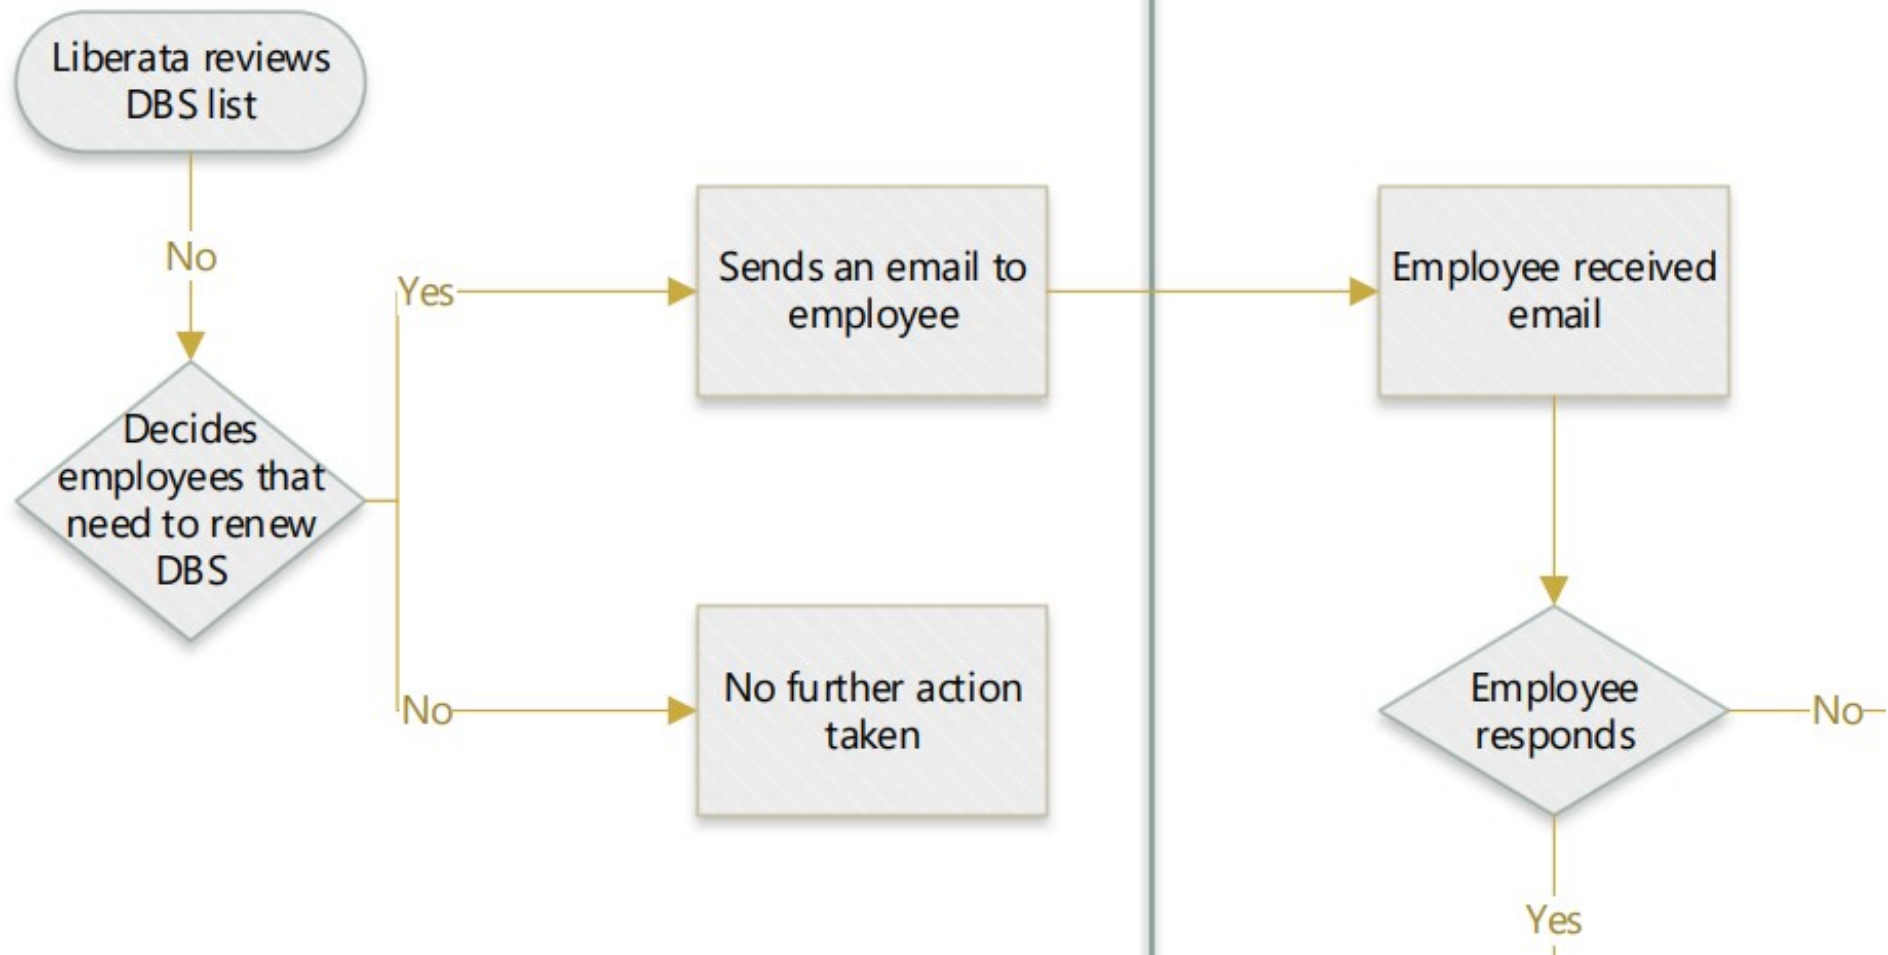 Liberata reviews
DBS list
No
Decides
employees that
need to renew
DBS
Yes
Sends an email to
employee
No
No further action
taken
Employee received
email
Employee
responds
No
Yes